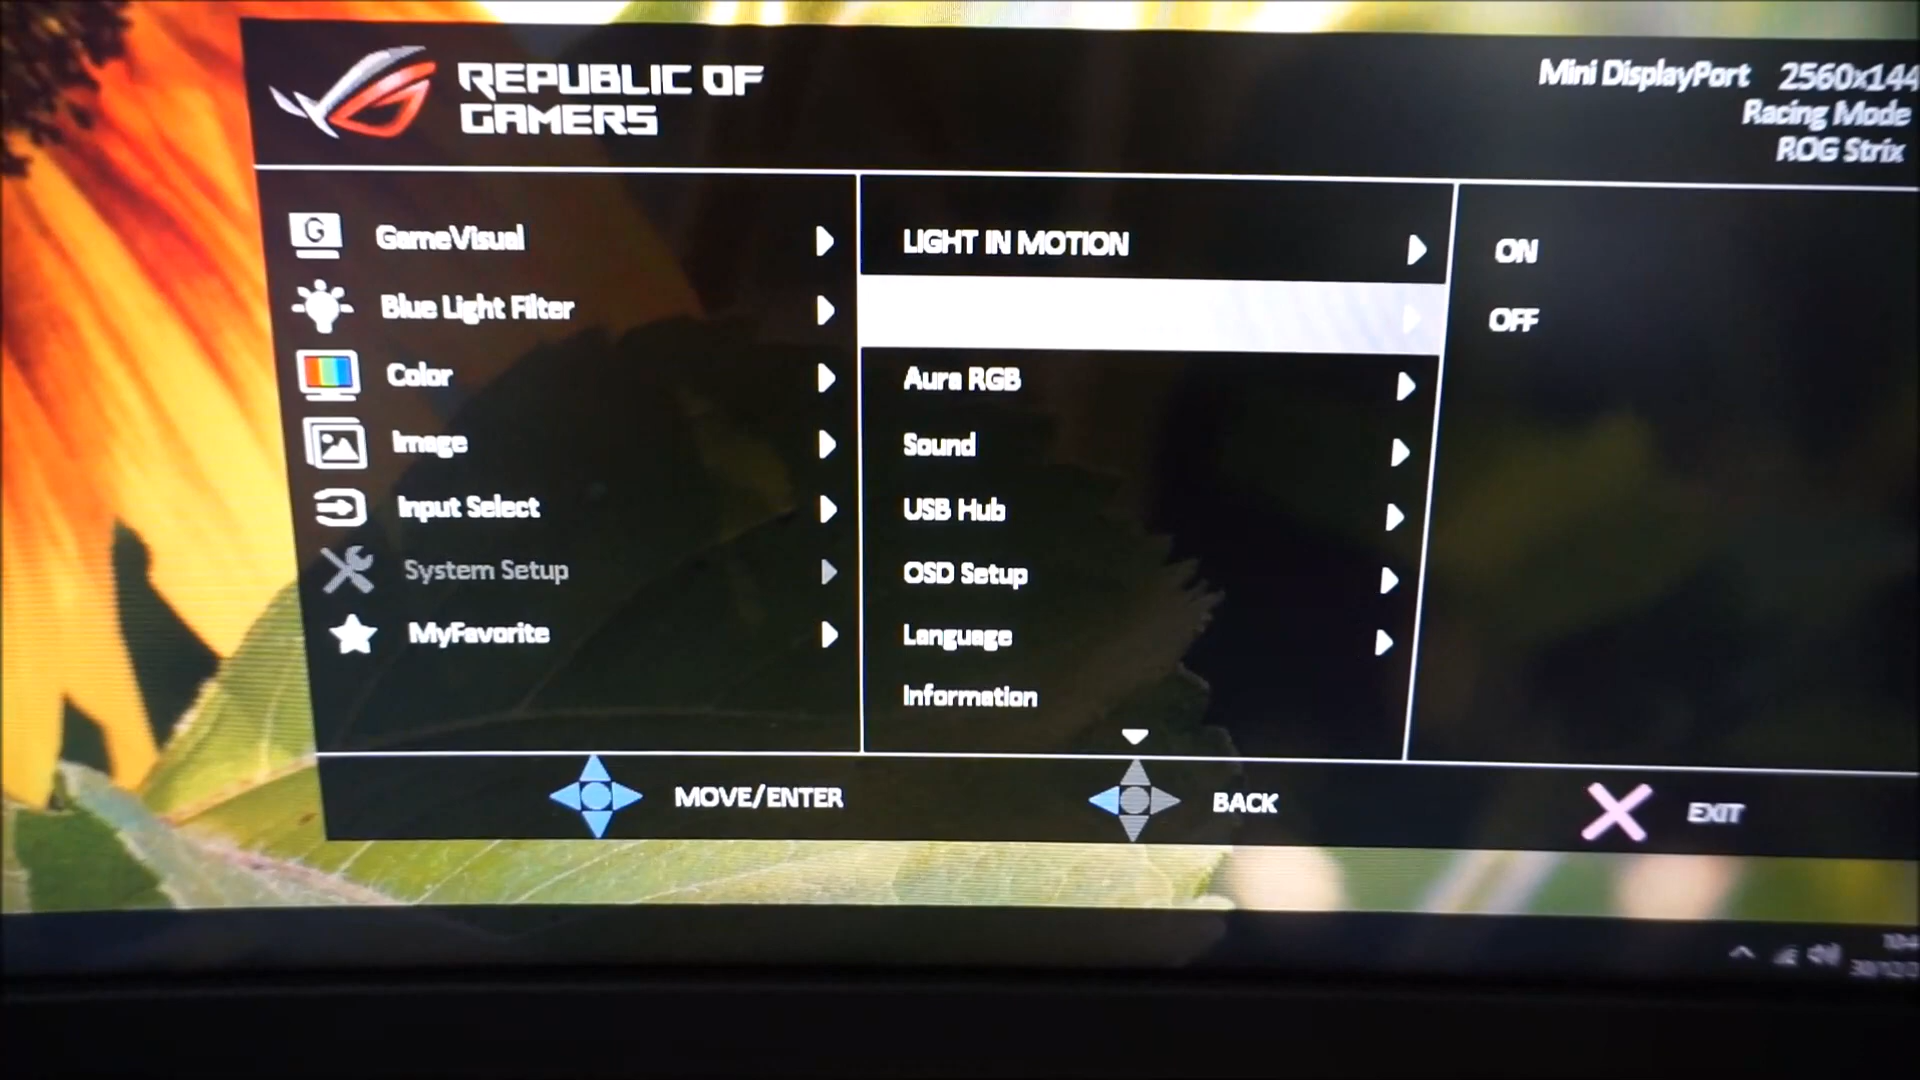 REPUBLIC OF
GAMERS
Mini DisplayPort 2560x144
Racing Mode
ROG Strix
G
GameVisual
Blue Light Filter
Color
Image
Input Select
System Setup
MyFavorite
LIGHT IN MOTION
Aura RGB
Sound
USB Hub
OSD Setup
Language
Information
ON
OFF
MOVE/ENTER
BACK
EXIT